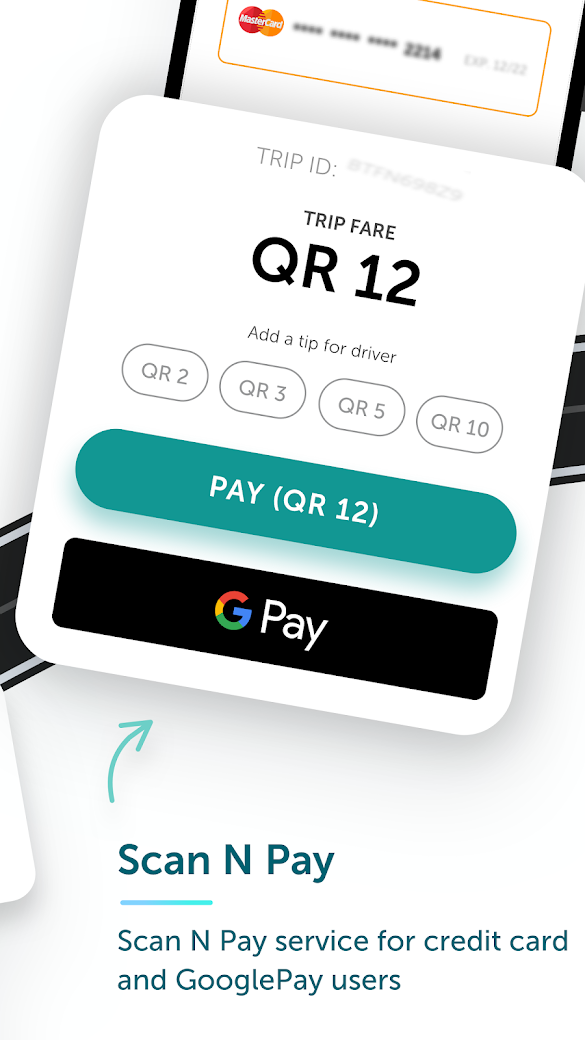 MasterCard •••• •••• •••• 2214 EXP: 12/22
TRIP ID:
TRIP FARE
QR 12
Add a tip for driver
QR 2 QR 3 QR 5 QR 10
PAY (QR 12)
G Pay
Scan N Pay
Scan N Pay service for credit card
and GooglePay users